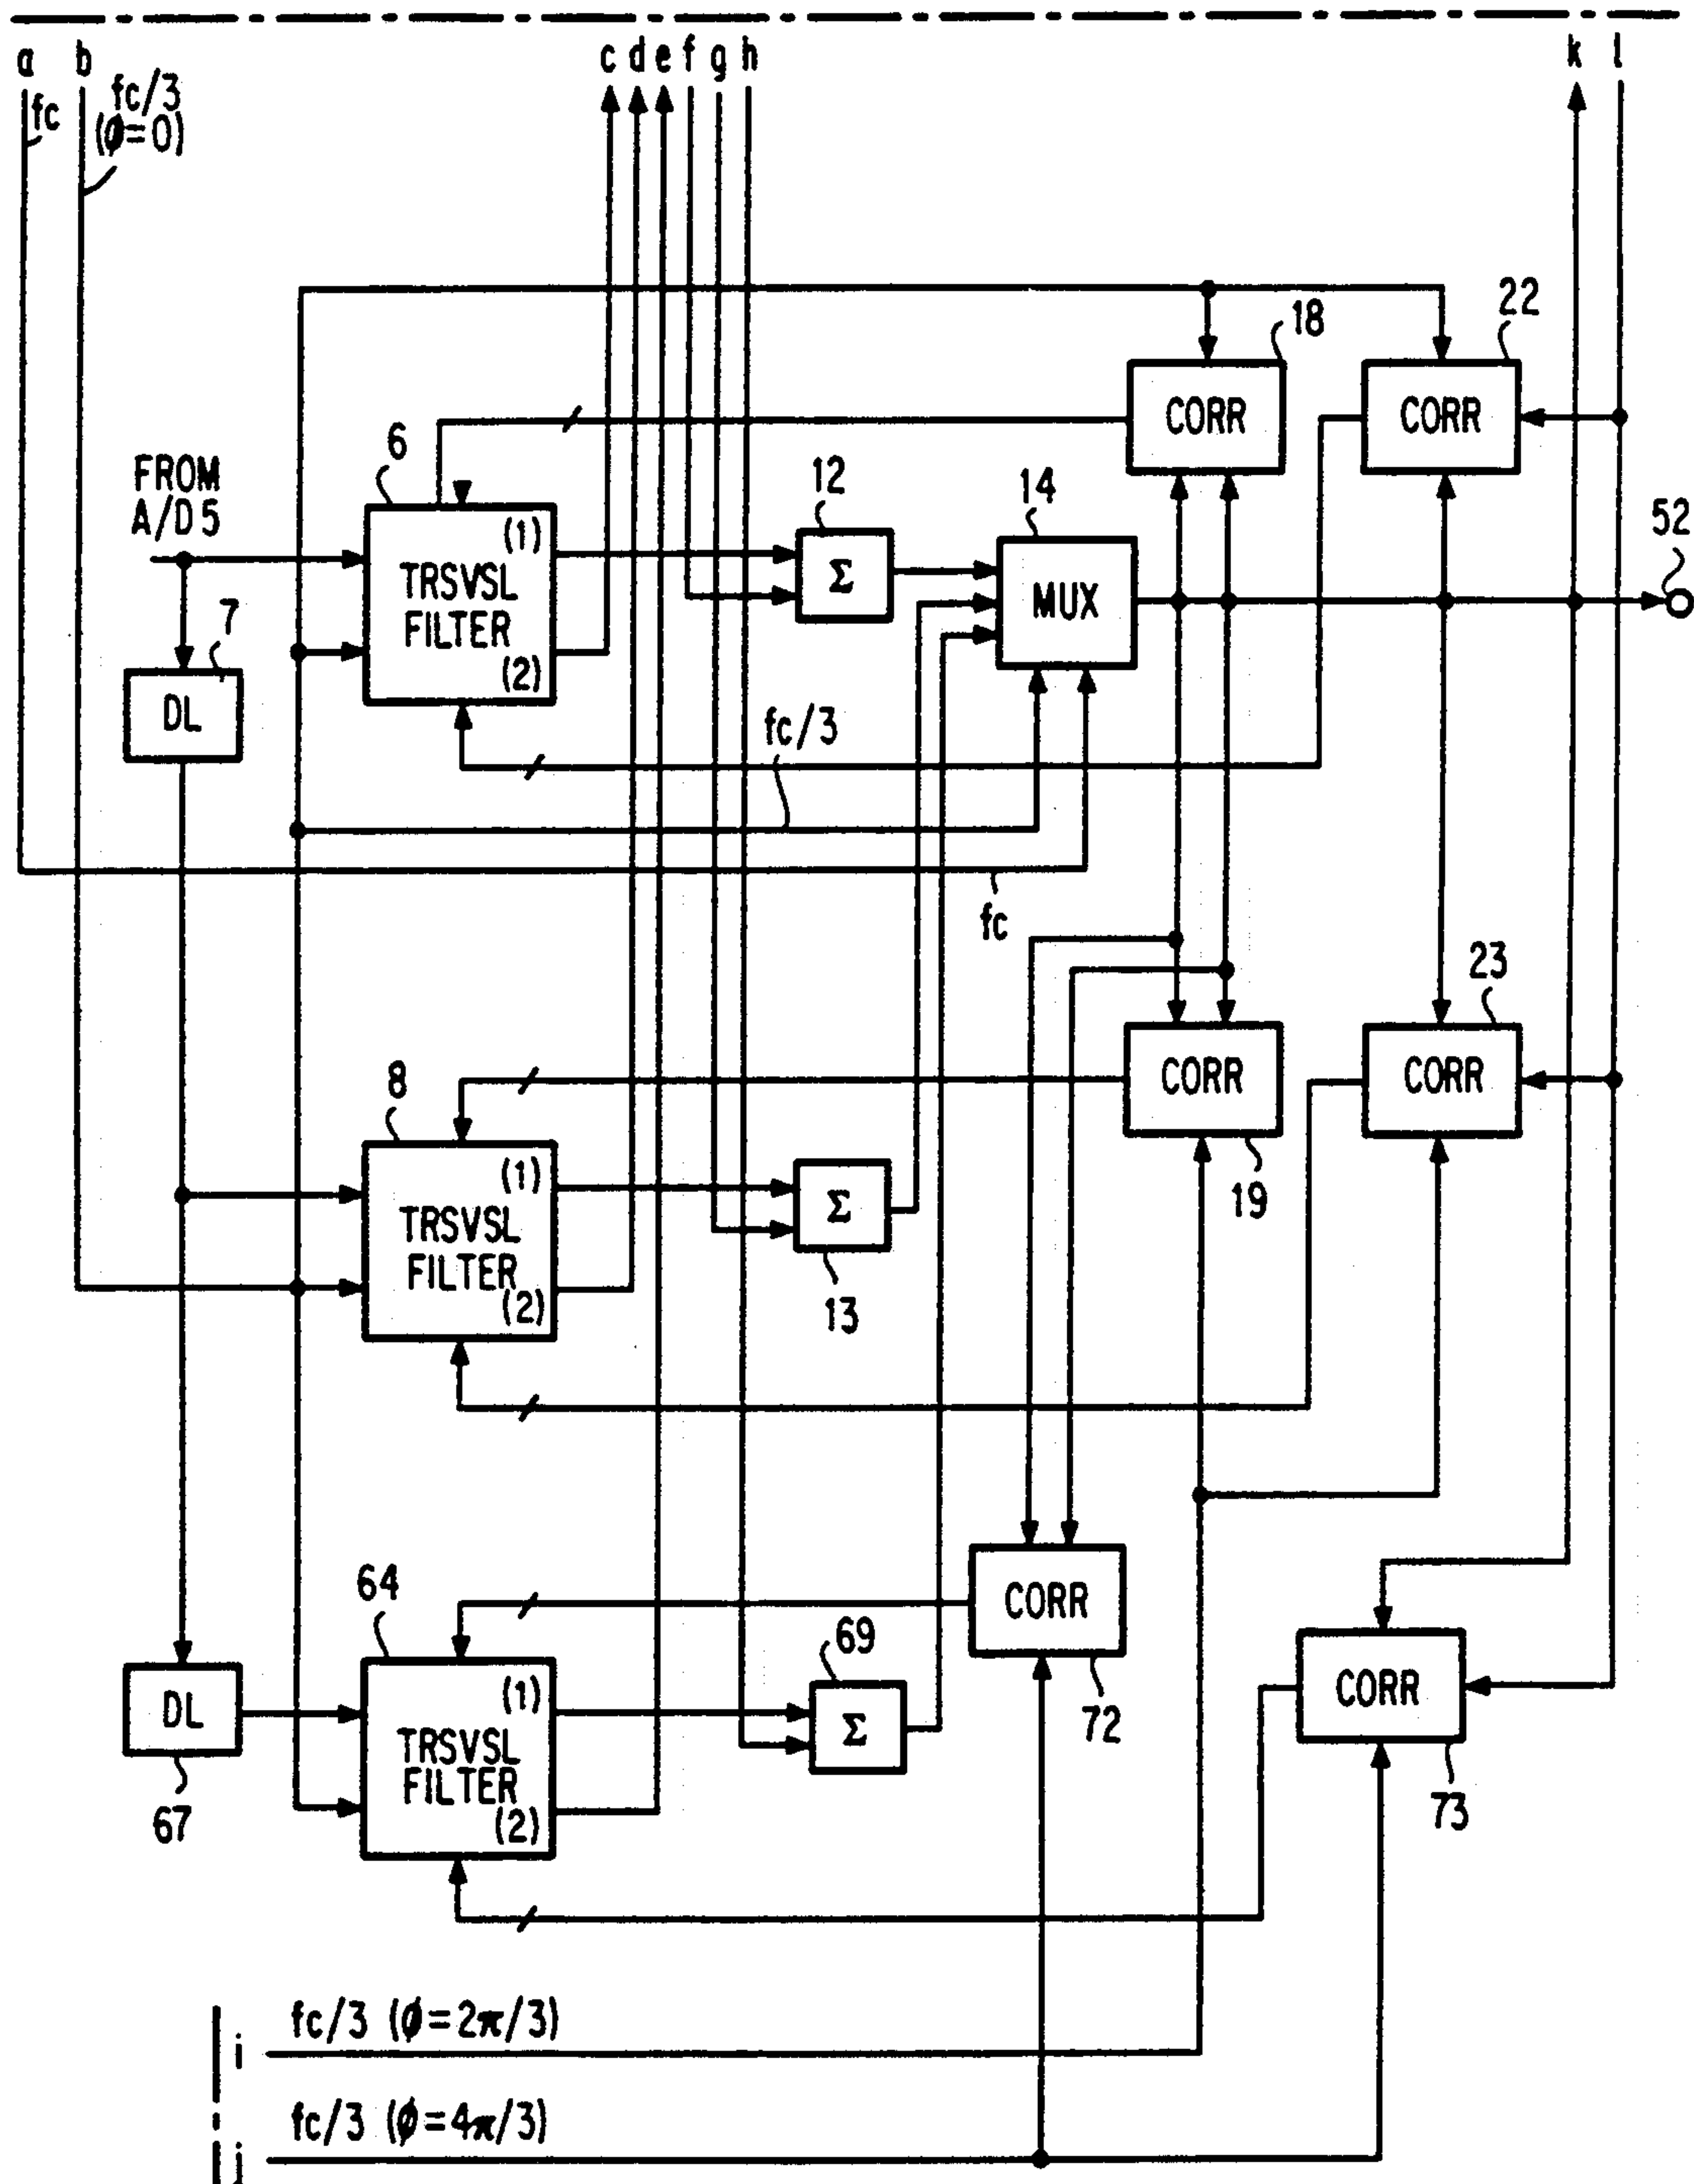 a b c d e f g h k l
fc
fc/3
(ϕ=0)
22
18
CORR
CORR
6
FROM
A/D 5
12
14
52
(1)
TRSVSL
FILTER
(2)
Σ
MUX
7
DL
fc/3
fc
23
8
CORR
CORR
(1)
TRSVSL
FILTER
(2)
Σ
19
13
64
CORR
69
(1)
TRSVSL
FILTER
(2)
DL
Σ
72
CORR
67
73
i fc/3 (ϕ=2π/3)
j fc/3 (ϕ=4π/3)